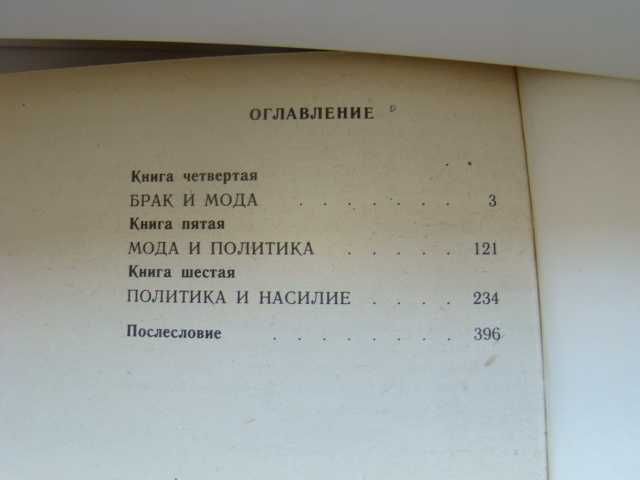 ОГЛАВЛЕНИЕ
Книга четвертая
БРАК И МОДА . . . . . . . 3
Книга пятая
МОДА И ПОЛИТИКА . . . . . 121
Книга шестая
ПОЛИТИКА И НАСИЛИЕ . . . . 234
Послесловие . . . . . . . . 396